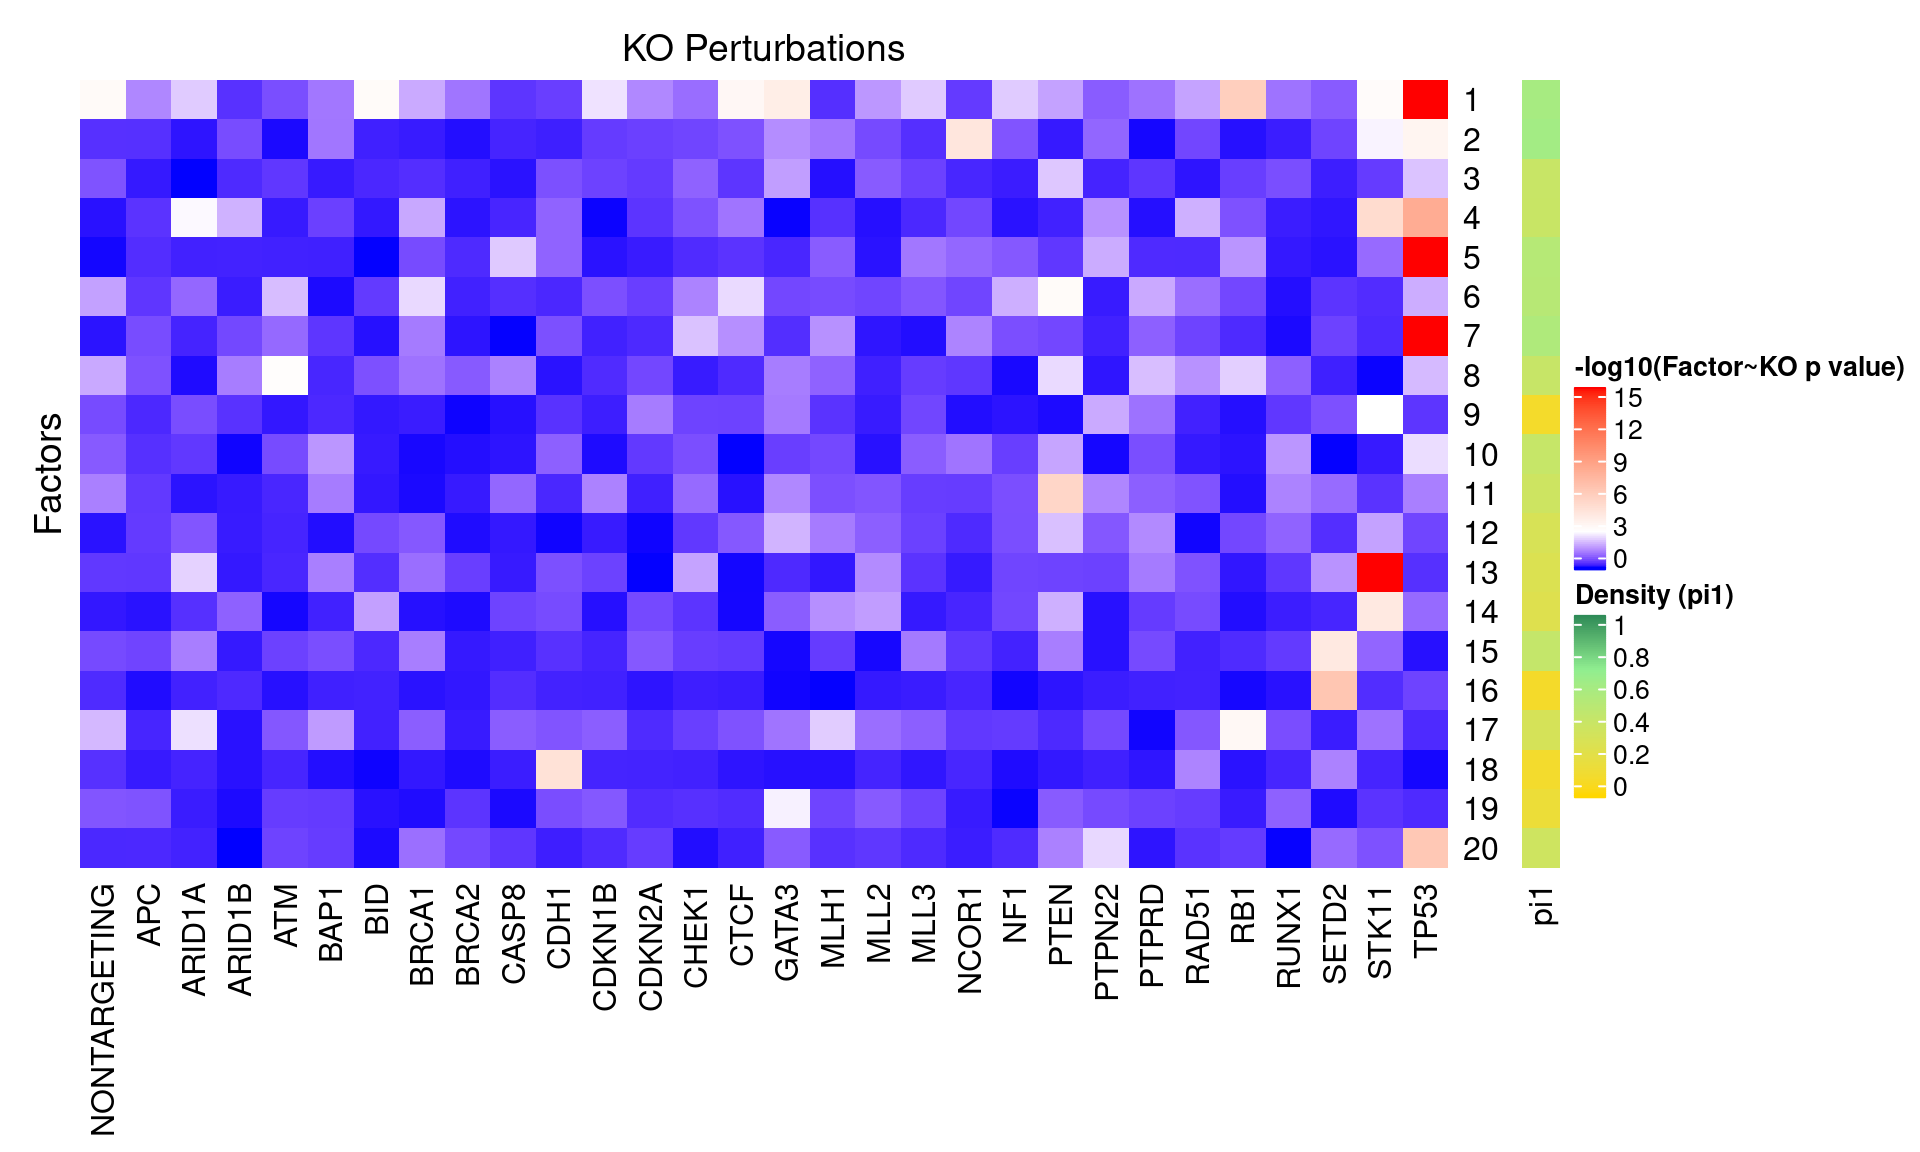 KO Perturbations
Factors
1
2
3
4
5
6
7
8
9
10
11
12
13
14
15
16
17
18
19
20
NONTARGETING
APC
ARID1A
ARID1B
ATM
BAP1
BID
BRCA1
BRCA2
CASP8
CDH1
CDKN1B
CDKN2A
CHEK1
CTCF
GATA3
MLH1
MLL2
MLL3
NCOR1
NF1
PTEN
PTPN22
PTPRD
RAD51
RB1
RUNX1
SETD2
STK11
TP53
pi1
-log10(Factor~KO p value)
15
12
9
6
3
0
Density (pi1)
1
0.8
0.6
0.4
0.2
0